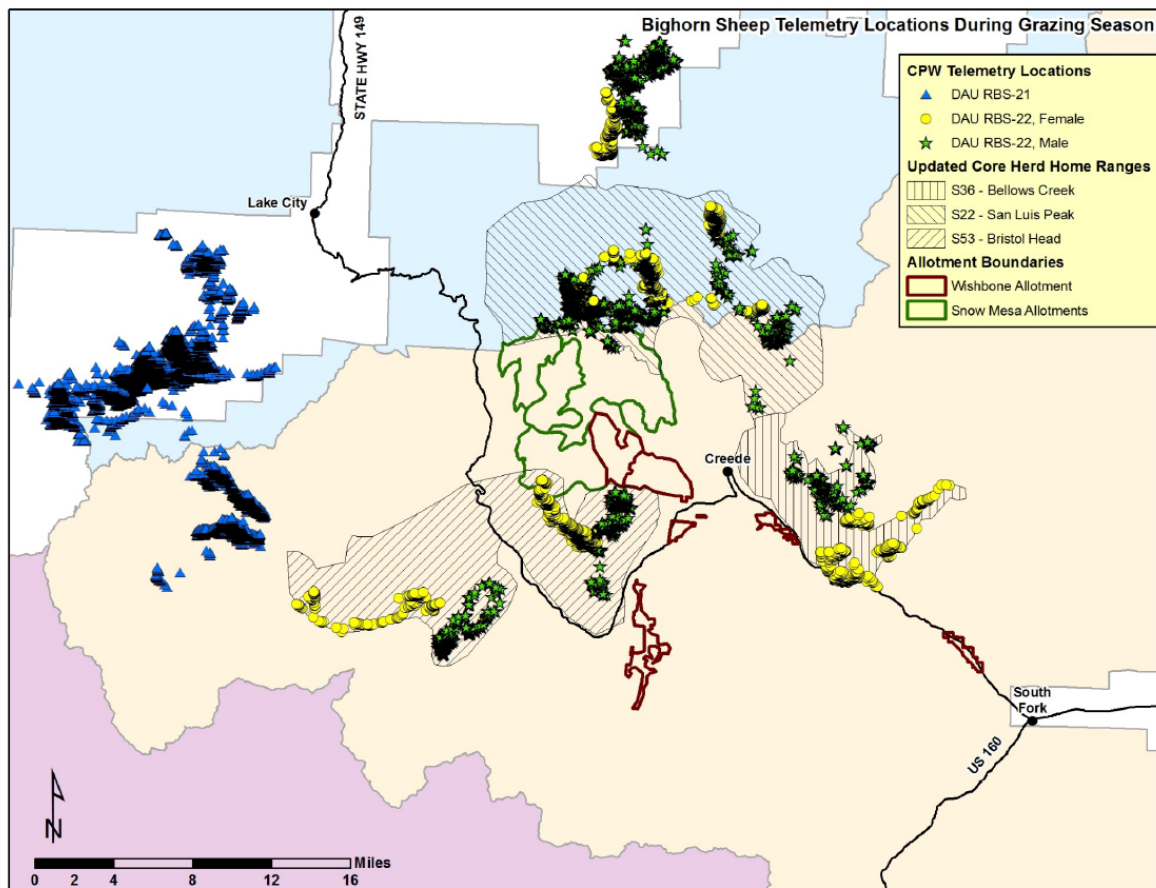 Bighorn Sheep Telemetry Locations During Grazing Season
STATE HWY 149
CPW Telemetry Locations
DAU RBS-21
DAU RBS-22, Female
DAU RBS-22, Male
Updated Core Herd Home Ranges
S36 - Bellows Creek
S22 - San Luis Peak
S53 - Bristol Head
Allotment Boundaries
Wishbone Allotment
Snow Mesa Allotments
Lake City
Creede
South
Fork
US 160
N
Miles
0 2 4 8 12 16